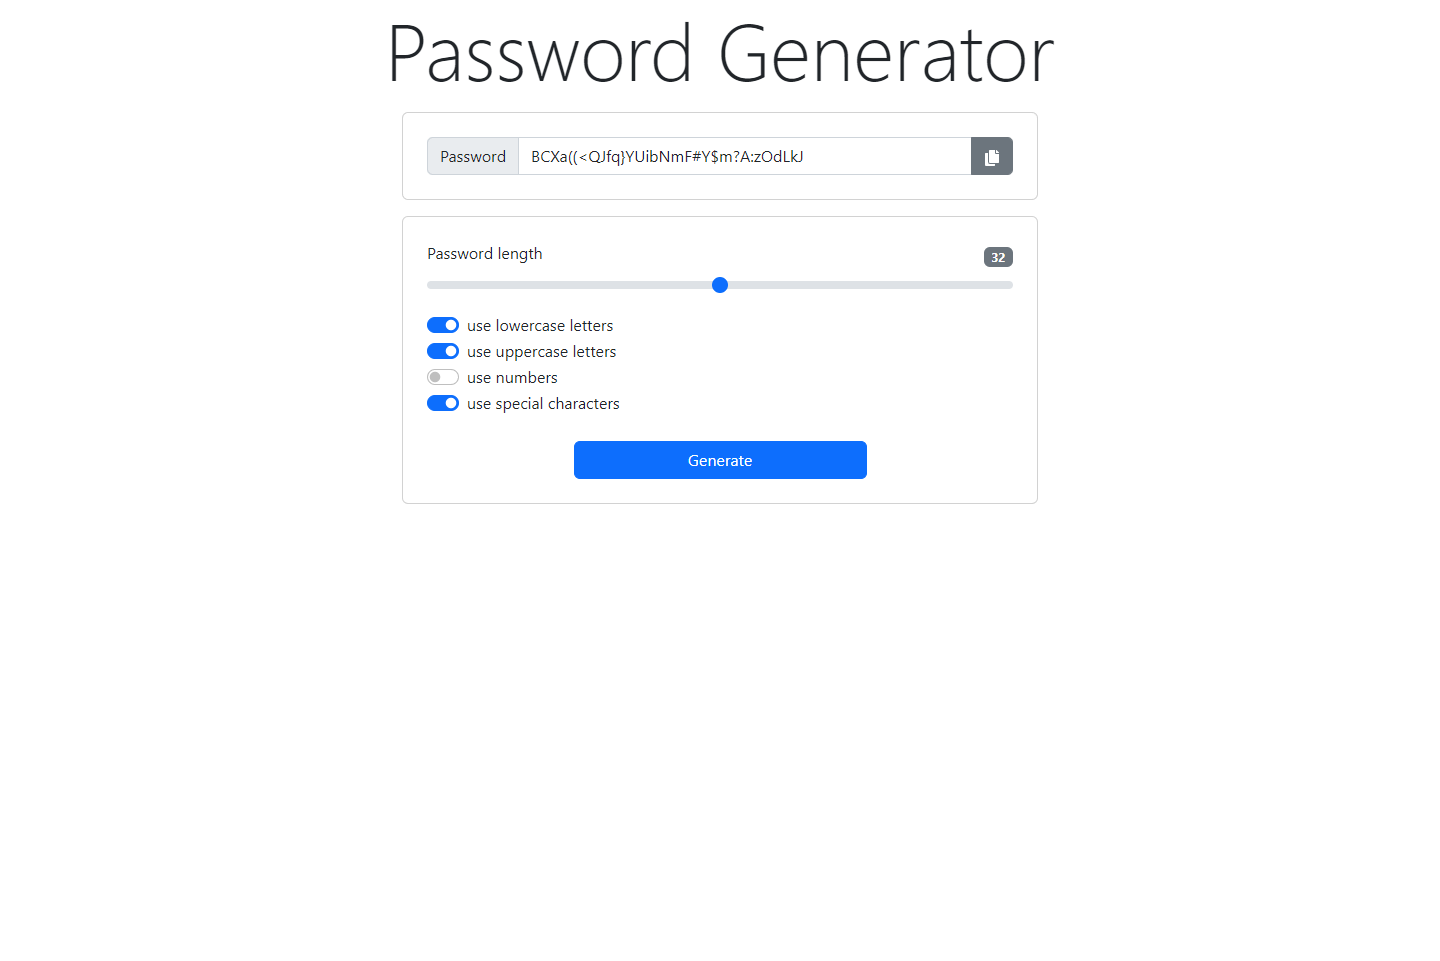 Password Generator
Password BCXa((<QJfq}YUibNmF#Y$m?A:zOdLkJ
Password length 32
use lowercase letters
use uppercase letters
use numbers
use special characters
Generate